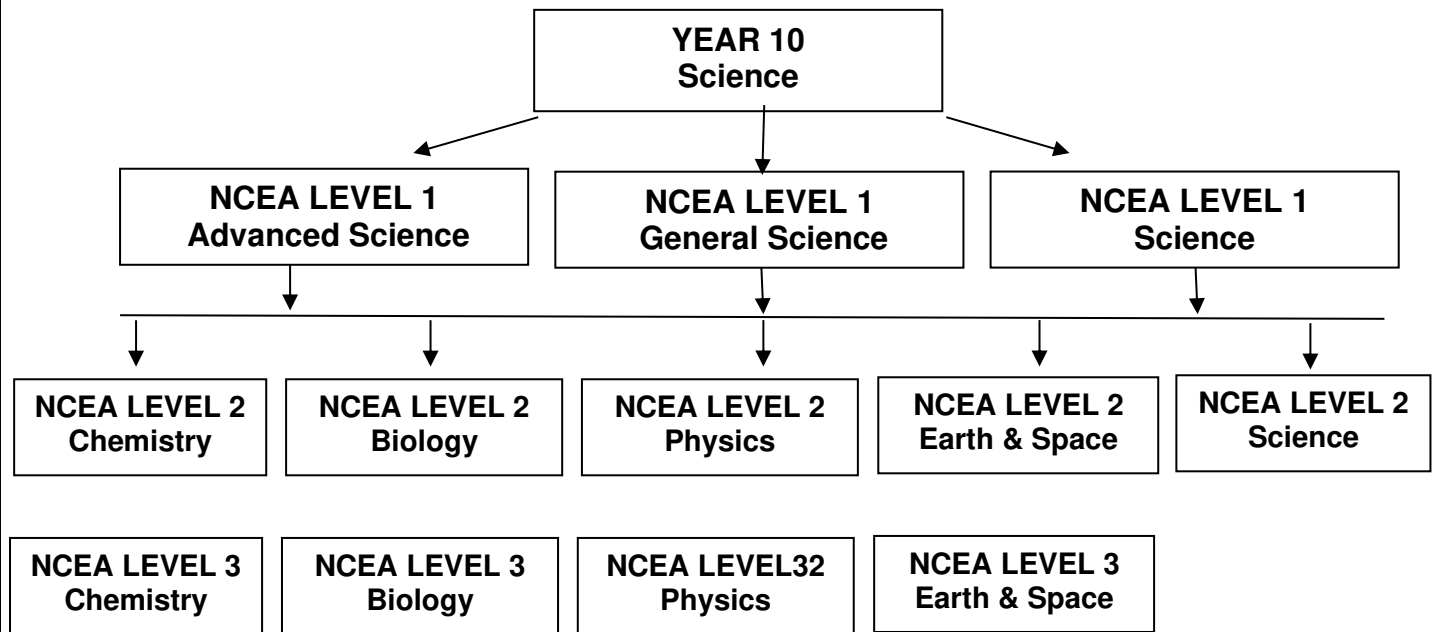 YEAR 10
Science
NCEA LEVEL 1
Advanced Science
NCEA LEVEL 1
General Science
NCEA LEVEL 1
Science
NCEA LEVEL 2
Chemistry
NCEA LEVEL 2
Biology
NCEA LEVEL 2
Physics
NCEA LEVEL 2
Earth & Space
NCEA LEVEL 2
Science
NCEA LEVEL 3
Chemistry
NCEA LEVEL 3
Biology
NCEA LEVEL32
Physics
NCEA LEVEL 3
Earth & Space